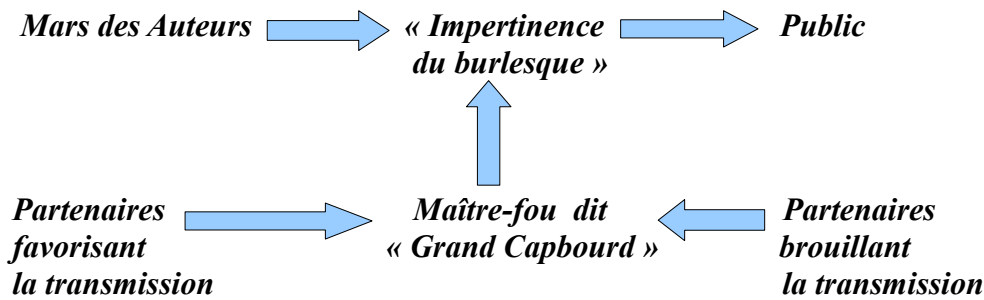 Mars des Auteurs
« Impertinence
du burlesque »
Public
Partenaires
favorisant
la transmission
Maître-fou dit
« Grand Capbourd »
Partenaires
brouillant
la transmission